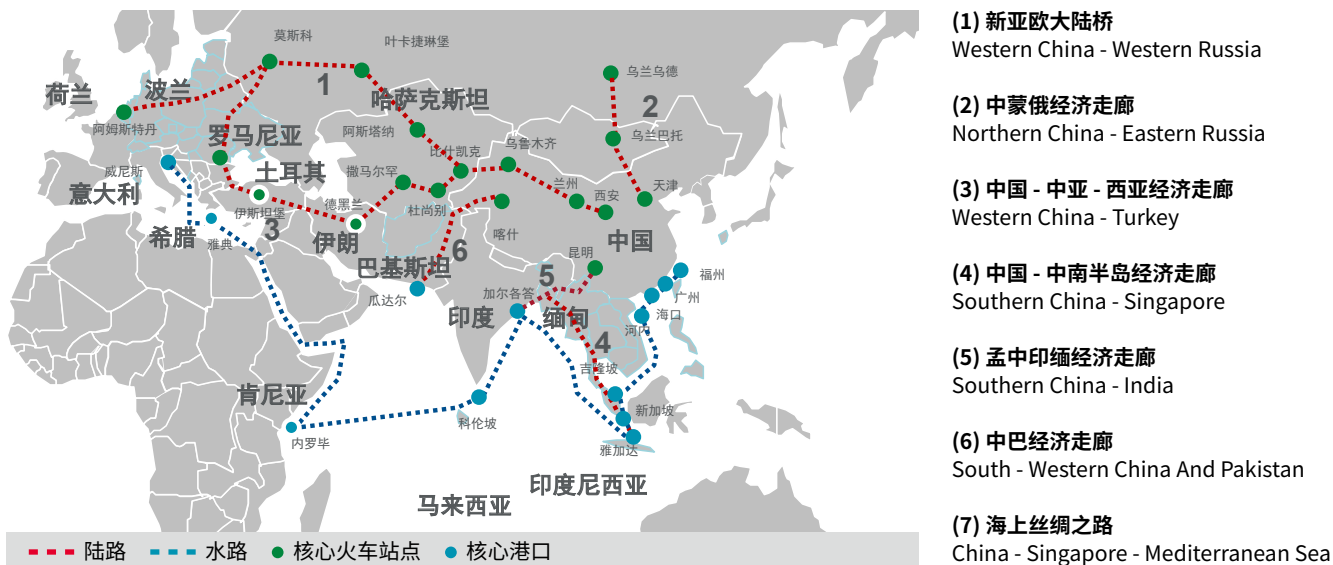 莫斯科
叶卡捷琳堡
乌兰乌德
1
2
荷兰
波兰
哈萨克斯坦
阿姆斯特丹
罗马尼亚
阿斯塔纳
乌兰巴托
比什凯克
乌鲁木齐
威尼斯
土耳其
撒马尔罕
兰州
西安
天津
意大利
伊斯坦堡
德黑兰
杜尚别
希腊
雅典
3
伊朗
6
喀什
中国
昆明
巴基斯坦
5
福州
瓜达尔
加尔各答
广州
印度
缅甸
海口
河内
4
吉隆坡
肯尼亚
新加坡
科伦坡
内罗毕
雅加达
印度尼西亚
马来西亚
陆路
水路
核心火车站点
核心港口
(1) 新亚欧大陆桥
Western China - Western Russia
(2) 中蒙俄经济走廊
Northern China - Eastern Russia
(3) 中国 - 中亚 - 西亚经济走廊
Western China - Turkey
(4) 中国 - 中南半岛经济走廊
Southern China - Singapore
(5) 孟中印缅经济走廊
Southern China - India
(6) 中巴经济走廊
South - Western China And Pakistan
(7) 海上丝绸之路
China - Singapore - Mediterranean Sea